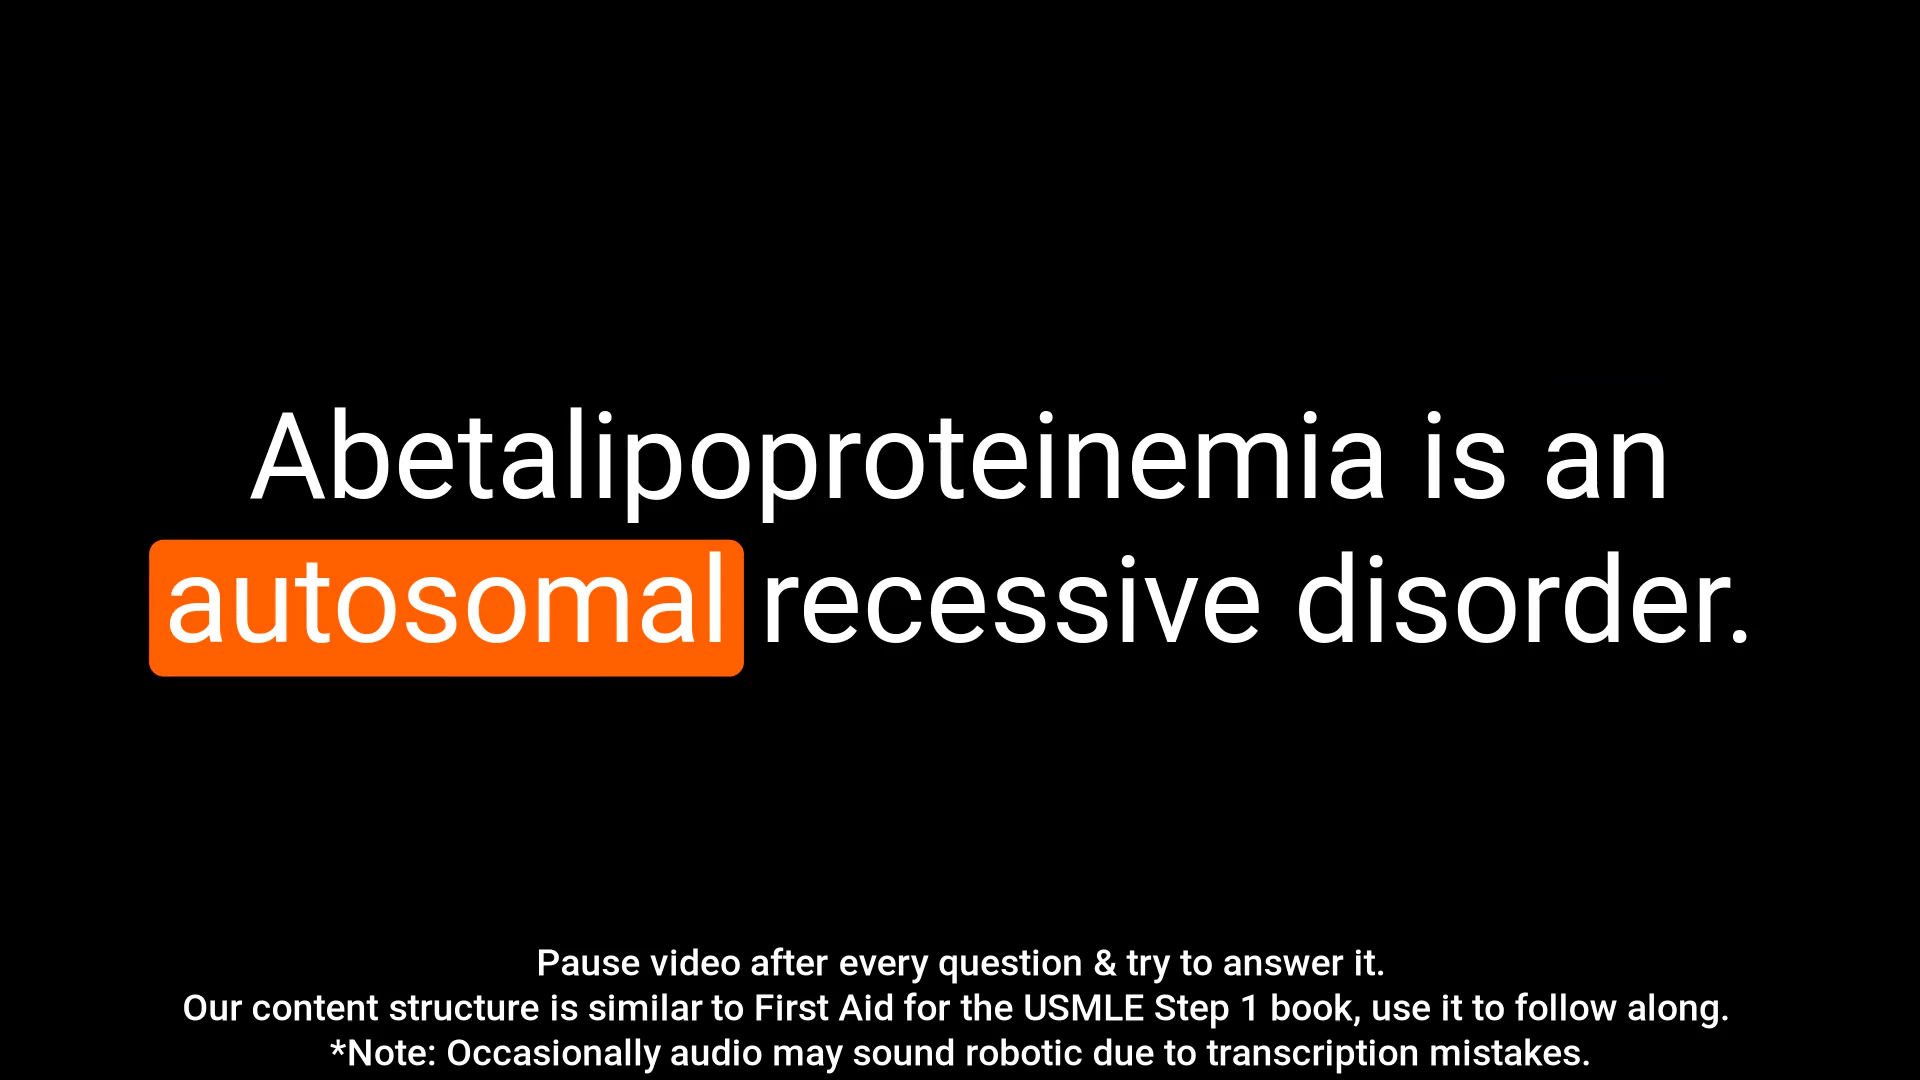 Abetalipoproteinemia is an
autosomal recessive disorder.
Pause video after every question & try to answer it.
Our content structure is similar to First Aid for the USMLE Step 1 book, use it to follow along.
*Note: Occasionally audio may sound robotic due to transcription mistakes.